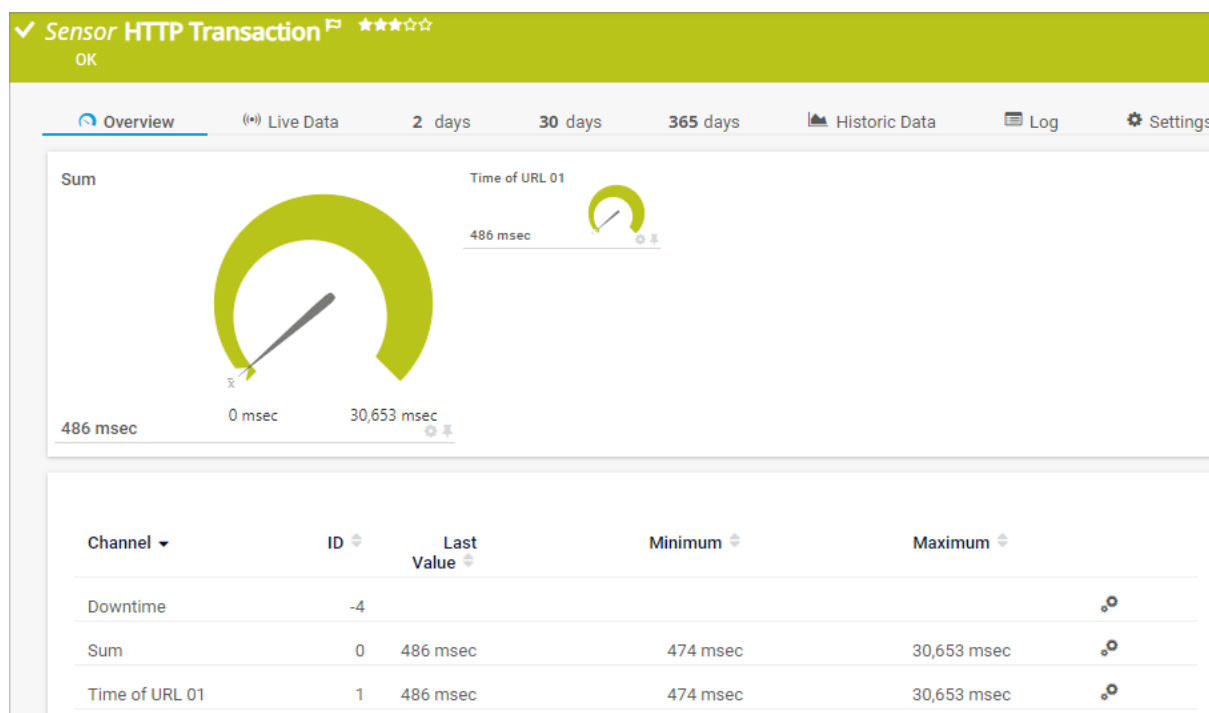 Sensor HTTP Transaction
OK
Overview Live Data 2 days 30 days 365 days Historic Data Log Settings
Sum
Time of URL 01
486 msec
x̄
0 msec 30,653 msec
486 msec
Channel ID Last Value Minimum Maximum
Downtime -4
Sum 0 486 msec 474 msec 30,653 msec
Time of URL 01 1 486 msec 474 msec 30,653 msec